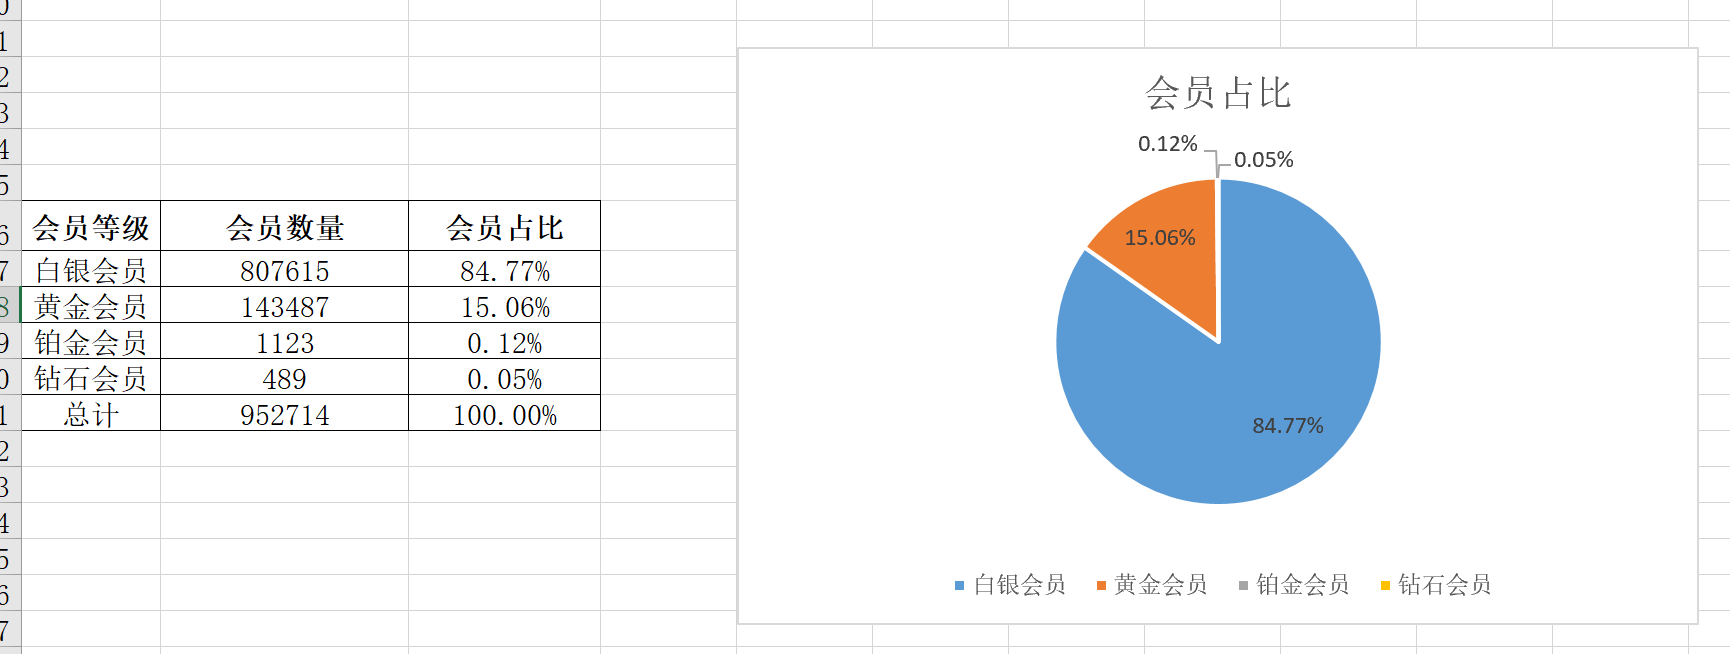 会员等级 会员数量 会员占比
白银会员 807615 84.77%
黄金会员 143487 15.06%
铂金会员 1123 0.12%
钻石会员 489 0.05%
总计 952714 100.00%
会员占比
0.12%
0.05%
15.06%
84.77%
白银会员 黄金会员 铂金会员 钻石会员